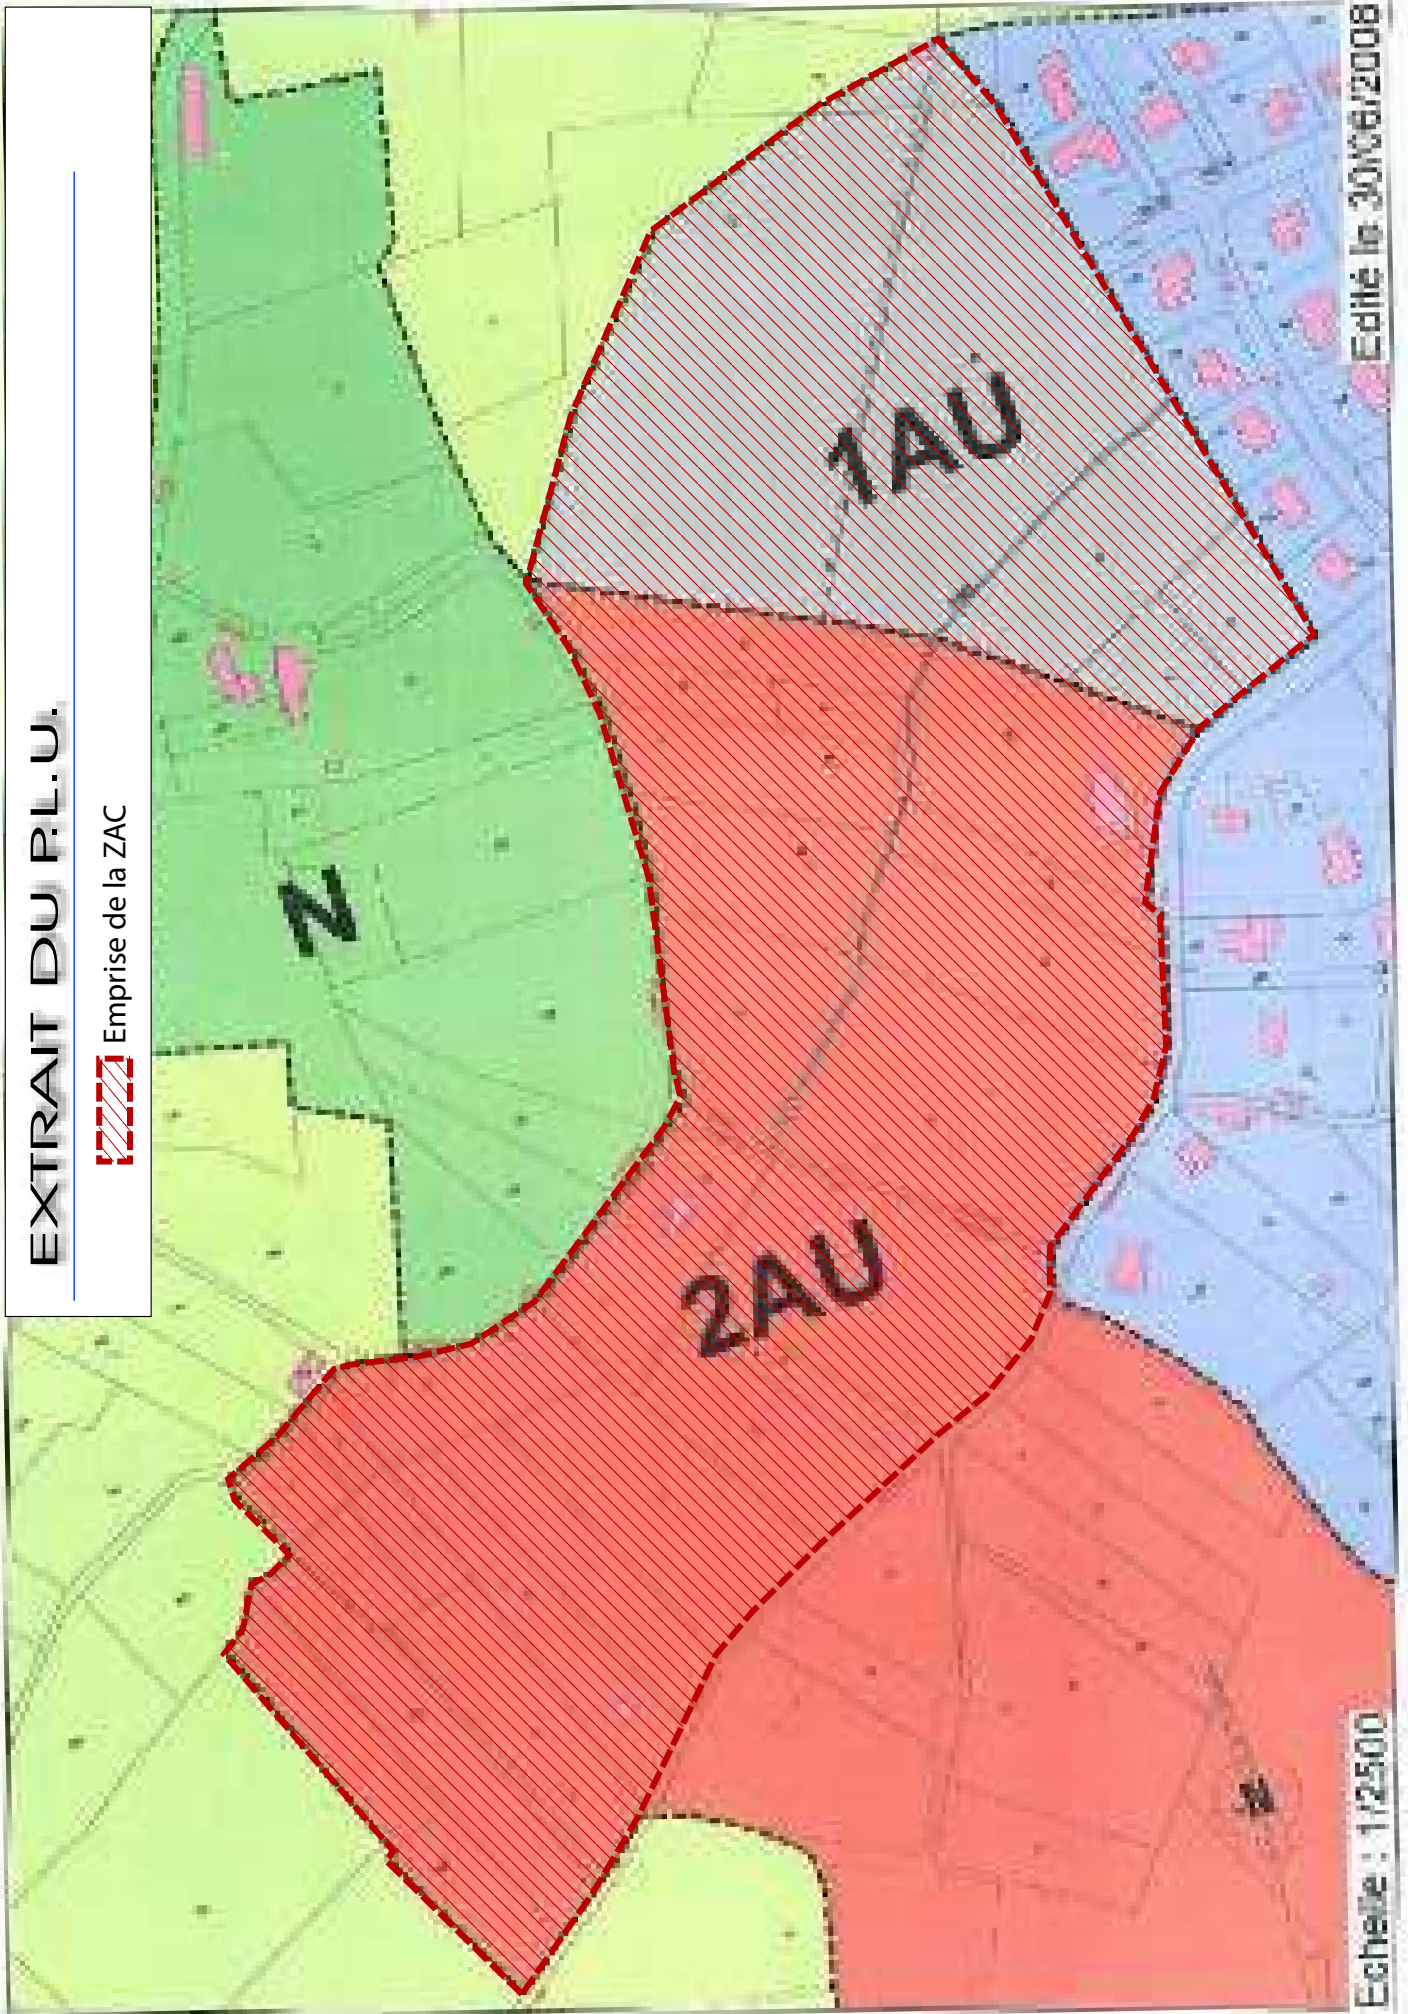 EXTRAIT DU P.L.U.
Emprise de la ZAC
N
1AU
2AU
Echelle : 1/2500
Edité le 30/06/2008